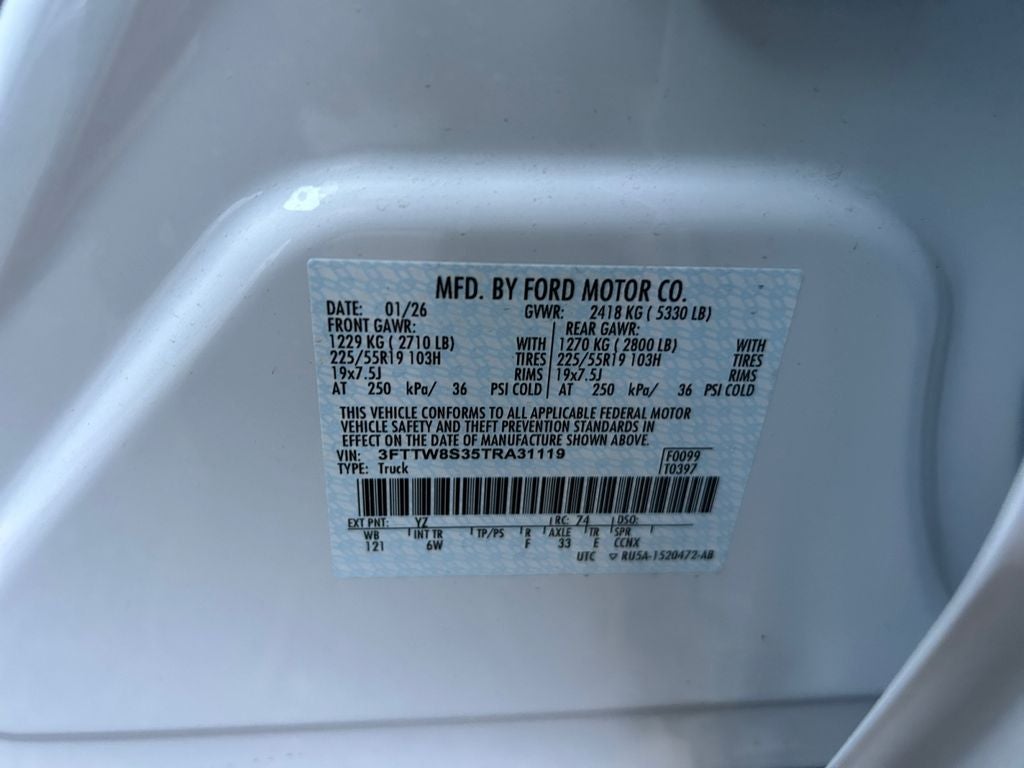 MFD. BY FORD MOTOR CO.
DATE: 01/26 GVWR: 2418 KG ( 5330 LB)
FRONT GAWR: REAR GAWR:
1229 KG ( 2710 LB) WITH 1270 KG ( 2800 LB) WITH
225/55R19 103H TIRES 225/55R19 103H TIRES
19x7.5J RIMS 19x7.5J RIMS
AT 250 kPa/ 36 PSI COLD AT 250 kPa/ 36 PSI COLD
THIS VEHICLE CONFORMS TO ALL APPLICABLE FEDERAL MOTOR
VEHICLE SAFETY AND THEFT PREVENTION STANDARDS IN
EFFECT ON THE DATE OF MANUFACTURE SHOWN ABOVE.
VIN: 3FTTW8S35TRA31119 F0099
TYPE: Truck T0397
EXT PNT: YZ RC: 74 DSO:
WB INT TR TP/PS R AXLE TR SPR
121 6W F 33 E CCNX
UTC ▽ RU5A-1520472-AB